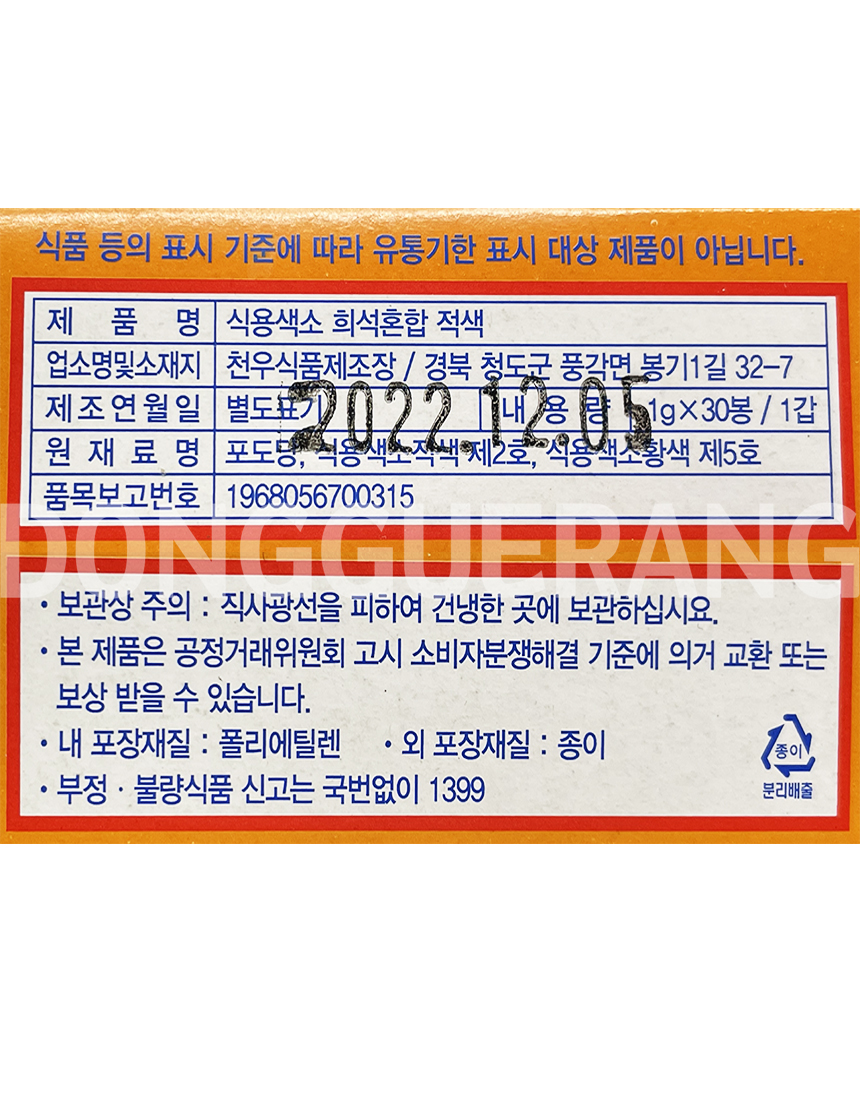 식품 등의 표시 기준에 따라 유통기한 표시 대상 제품이 아닙니다.
제 품 명 식용색소 희석혼합 적색
업소명및소재지 천우식품제조장 / 경북 청도군 풍각면 봉기1길 32-7
제조연월일 별도표기 내 용 량 1g×30봉 / 1갑
2022.12.05
원 재 료 명 포도당, 식용색소적색 제2호, 식용색소황색 제5호
품목보고번호 1968056700315
DONGGUERANG
• 보관상 주의 : 직사광선을 피하여 건냉한 곳에 보관하십시요.
• 본 제품은 공정거래위원회 고시 소비자분쟁해결 기준에 의거 교환 또는
보상 받을 수 있습니다.
• 내 포장재질 : 폴리에틸렌 • 외 포장재질 : 종이
• 부정 · 불량식품 신고는 국번없이 1399
종이
분리배출